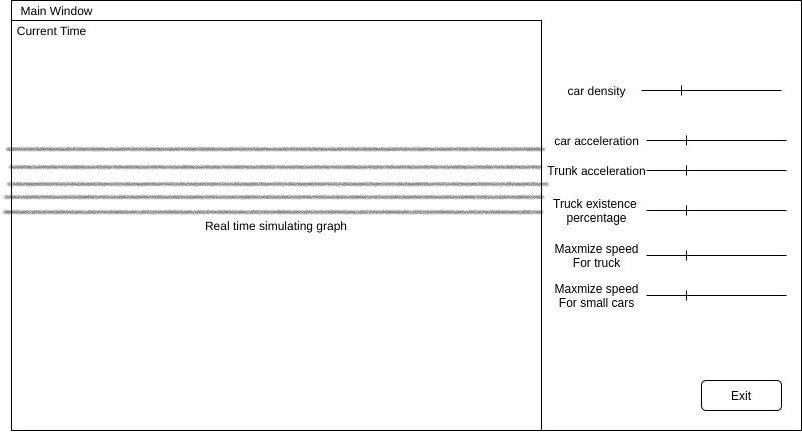 Main Window
Current Time
car density
car acceleration
Trunk acceleration
Truck existence
percentage
Real time simulating graph
Maxmize speed
For truck
Maxmize speed
For small cars
Exit